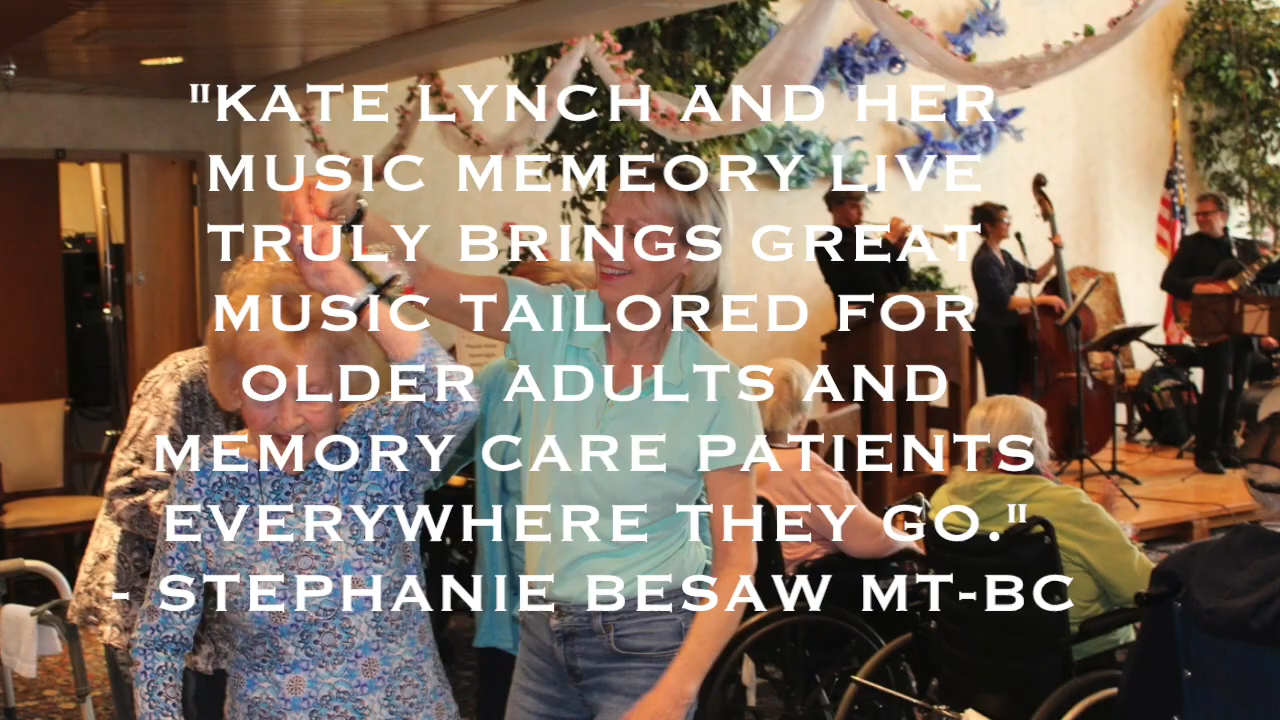 "KATE LYNCH AND HER
MUSIC MEMEORY LIVE
TRULY BRINGS GREAT
MUSIC TAILORED FOR
OLDER ADULTS AND
MEMORY CARE PATIENTS
EVERYWHERE THEY GO."
- STEPHANIE BESAW MT-BC